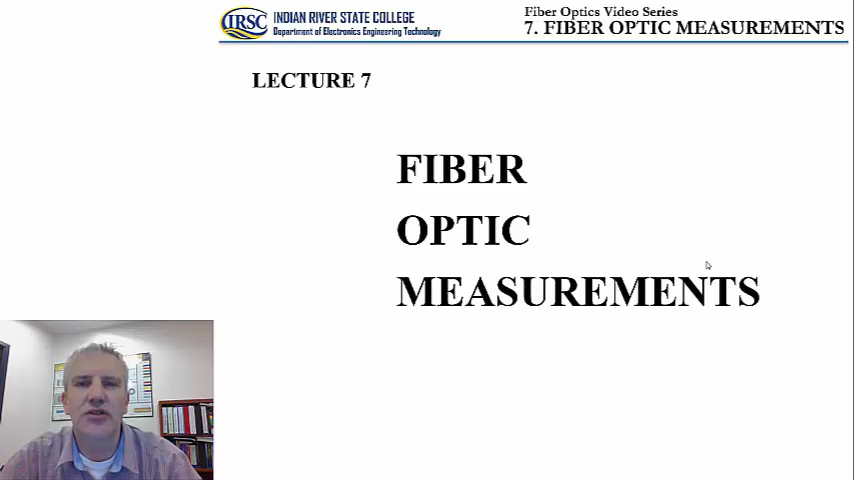 IRSC
INDIAN RIVER STATE COLLEGE
Department of Electronics Engineering Technology
Fiber Optics Video Series
7. FIBER OPTIC MEASUREMENTS
LECTURE 7
FIBER
OPTIC
MEASUREMENTS